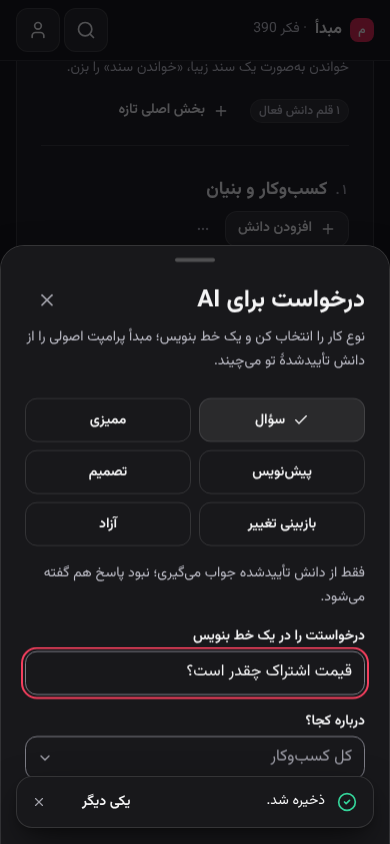 م مبدأ · فکر 390
خواندن به‌صورت یک سند زیبا، «خواندن سند» را بزن.
۱ قلم دانش فعال + بخش اصلی تازه
۱. کسب‌وکار و بنیان
+ افزودن دانش ...
درخواست برای AI
نوع کار را انتخاب کن و یک خط بنویس؛ مبدأ پرامپت اصولی را از
دانش تأییدشدهٔ تو می‌چیند.
سؤال ممیزی
پیش‌نویس تصمیم
بازبینی تغییر آزاد
فقط از دانش تأییدشده جواب می‌گیری؛ نبود پاسخ هم گفته
می‌شود.
درخواستت را در یک خط بنویس
قیمت اشتراک چقدر است؟
درباره کجا؟
کل کسب‌وکار
ذخیره شد. یکی دیگر